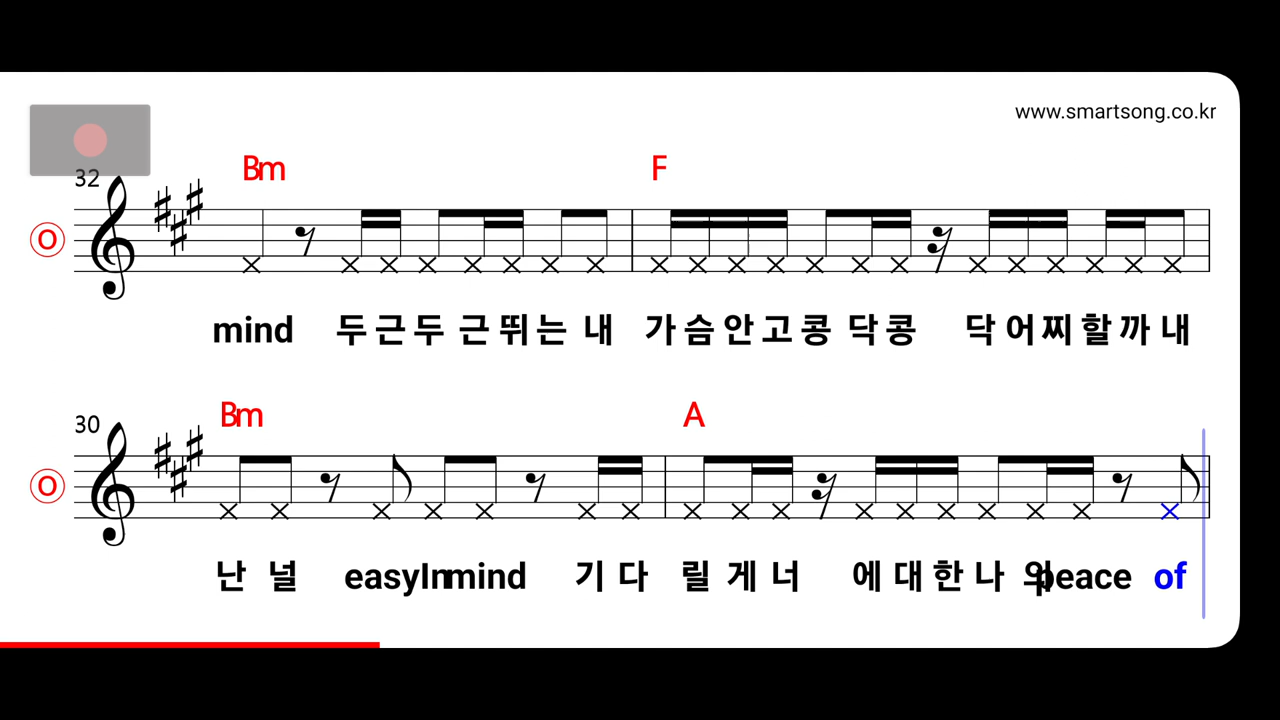 www.smartsong.co.kr
32
Bm F
O
mind 두 근 두 근 뛰 는 내 가 슴 안 고 콩 닥 콩 닥 어 찌 할 까 내
Bm A
30
O
난 널 easy In mind 기 다 릴 게 너 에 대 한 나 의 peace of